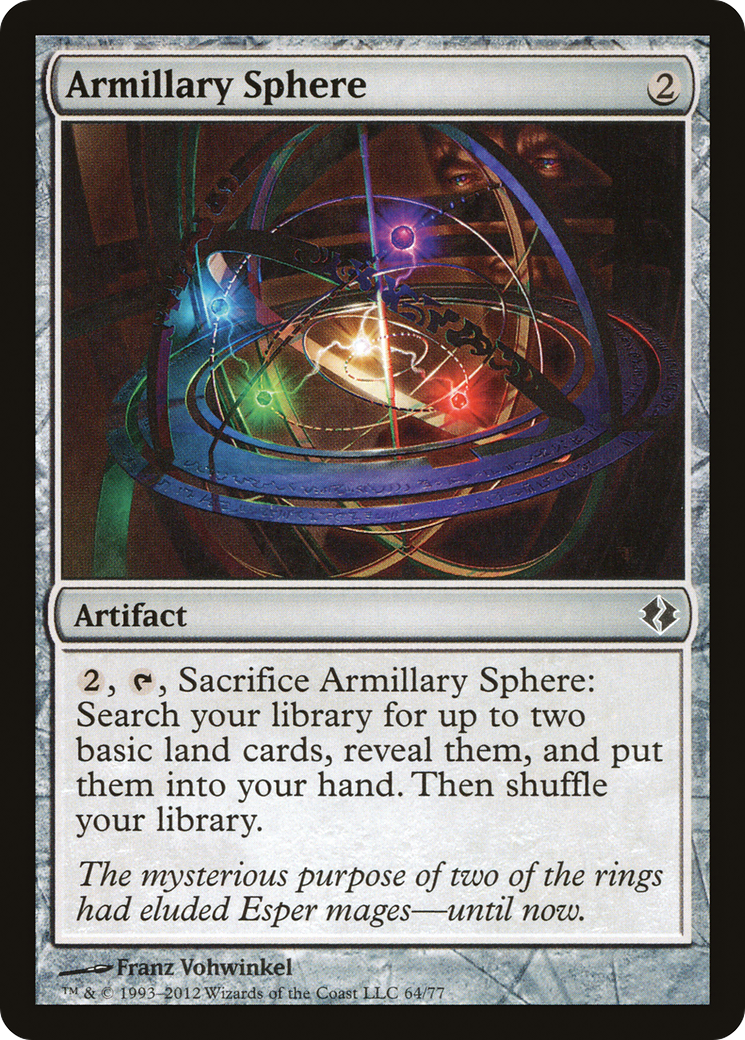 Armillary Sphere
2
Artifact
2, , Sacrifice Armillary Sphere:
Search your library for up to two
basic land cards, reveal them, and put
them into your hand. Then shuffle
your library.
The mysterious purpose of two of the rings
had eluded Esper mages—until now.
Franz Vohwinkel
™ & © 1993–2012 Wizards of the Coast LLC 64/77